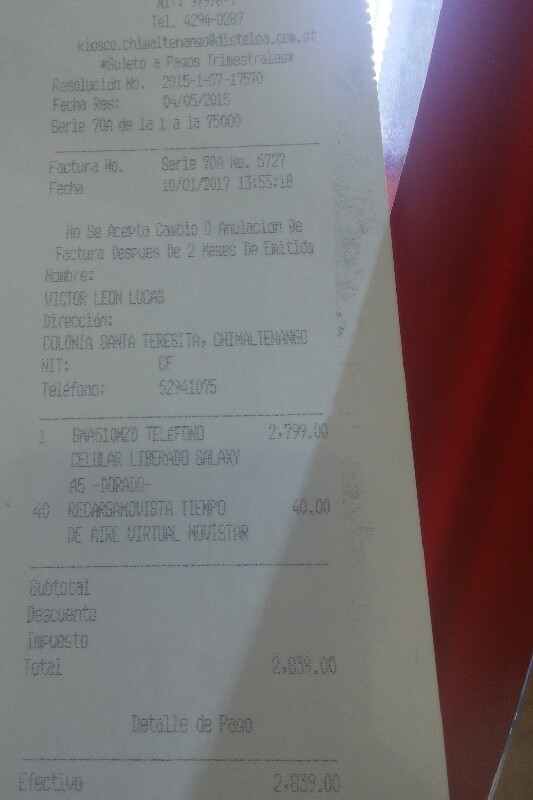 NIT:
Tel. 4294-0287
kiosco.chimaltenango@distelsa.com.gt
*Sujeto a Pagos Trimestrales*
Resolución No. 2015-1-57-17570
Fecha Res: 04/05/2015
Serie 70A de la 1 a la 75000
Factura No. Serie 70A No. 5727
Fecha 10/01/2017 13:53:18
No Se Acepta Cambio O Anulacion De
Factura Despues De 2 Meses De Emitida
Nombre:
VICTOR LEON LUCAS
Dirección:
COLONIA SANTA TERESITA, CHIMALTENANGO
NIT: CF
Teléfono: 52941075
1 SMA510MZD TELEFONO 2,799.00
CELULAR LIBERADO GALAXY
A5 -DORADO-
40 RECARGAMOVISTA TIEMPO 40.00
DE AIRE VIRTUAL MOVISTAR
Subtotal
Descuento
Impuesto
Total 2,839.00
Detalle de Pago
Efectivo 2,839.00